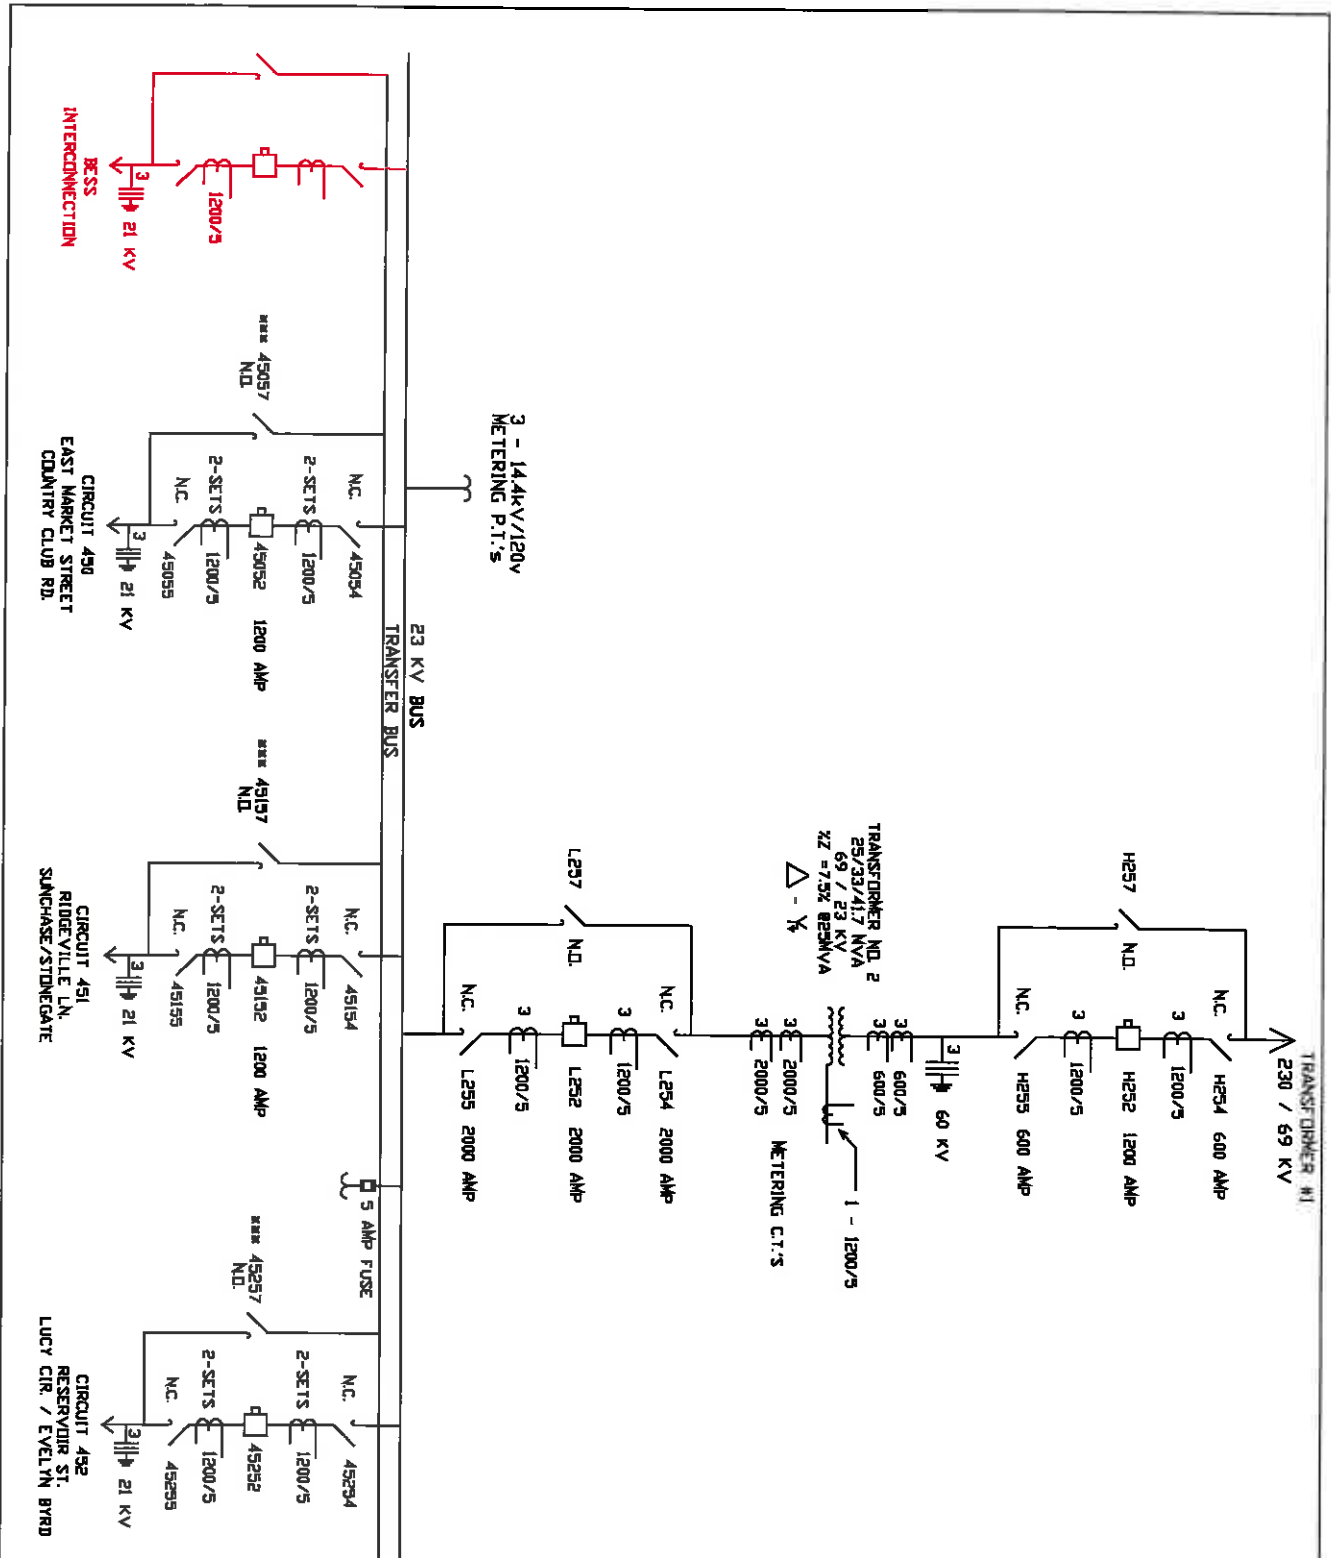 TRANSFORMER #1
230 / 69 KV
H257
N.O.
N.C.
H254 600 AMP
3
1200/5
H252 1200 AMP
3
1200/5
N.C.
H255 600 AMP
3
60 KV
3
600/5
3
600/5
TRANSFORMER NO. 2
25/33/41.7 MVA
69 / 23 KV
%Z =7.5% @25MVA
1 - 1200/5
3
2000/5
3
2000/5
METERING C.T.'S
L257
N.O.
N.C.
L254 2000 AMP
3
1200/5
L252 2000 AMP
3
1200/5
N.C.
L255 2000 AMP
3 - 14.4kV/120v
METERING P.T.'s
23 KV BUS
TRANSFER BUS
5 AMP FUSE
1200/5
3
21 KV
BESS
INTERCONNECTION
*** 45057
N.O.
N.C.
45054
2-SETS
1200/5
45052 1200 AMP
2-SETS
1200/5
N.C.
45055
3
21 KV
CIRCUIT 450
EAST MARKET STREET
COUNTRY CLUB RD.
*** 45157
N.O.
N.C.
45154
2-SETS
1200/5
45152 1200 AMP
2-SETS
1200/5
N.C.
45155
3
21 KV
CIRCUIT 451
RIDGEVILLE LN.
SUNCHASE/STONEGATE
*** 45257
N.O.
N.C.
45254
2-SETS
1200/5
45252
2-SETS
1200/5
N.C.
45255
3
21 KV
CIRCUIT 452
RESERVOIR ST.
LUCY CIR. / EVELYN BYRD